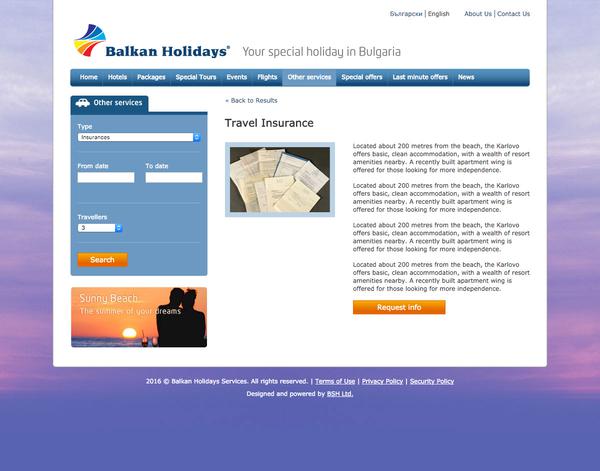 Български | English About Us | Contact Us
Balkan Holidays® Your special holiday in Bulgaria
Home Hotels Packages Special Tours Events Flights Other services Special offers Last minute offers News
Other services
Type
Insurances
From date To date
Travellers
3
Search
Sunny Beach...
The summer of your dreams
« Back to Results
Travel Insurance
Located about 200 metres from the beach, the Karlovo
offers basic, clean accommodation, with a wealth of resort
amenities nearby. A recently built apartment wing is
offered for those looking for more independence.
Located about 200 metres from the beach, the Karlovo
offers basic, clean accommodation, with a wealth of resort
amenities nearby. A recently built apartment wing is
offered for those looking for more independence.
Located about 200 metres from the beach, the Karlovo
offers basic, clean accommodation, with a wealth of resort
amenities nearby. A recently built apartment wing is
offered for those looking for more independence.
Located about 200 metres from the beach, the Karlovo
offers basic, clean accommodation, with a wealth of resort
amenities nearby. A recently built apartment wing is
offered for those looking for more independence.
Request info
2016 © Balkan Holidays Services. All rights reserved. | Terms of Use | Privacy Policy | Security Policy
Designed and powered by BSH Ltd.